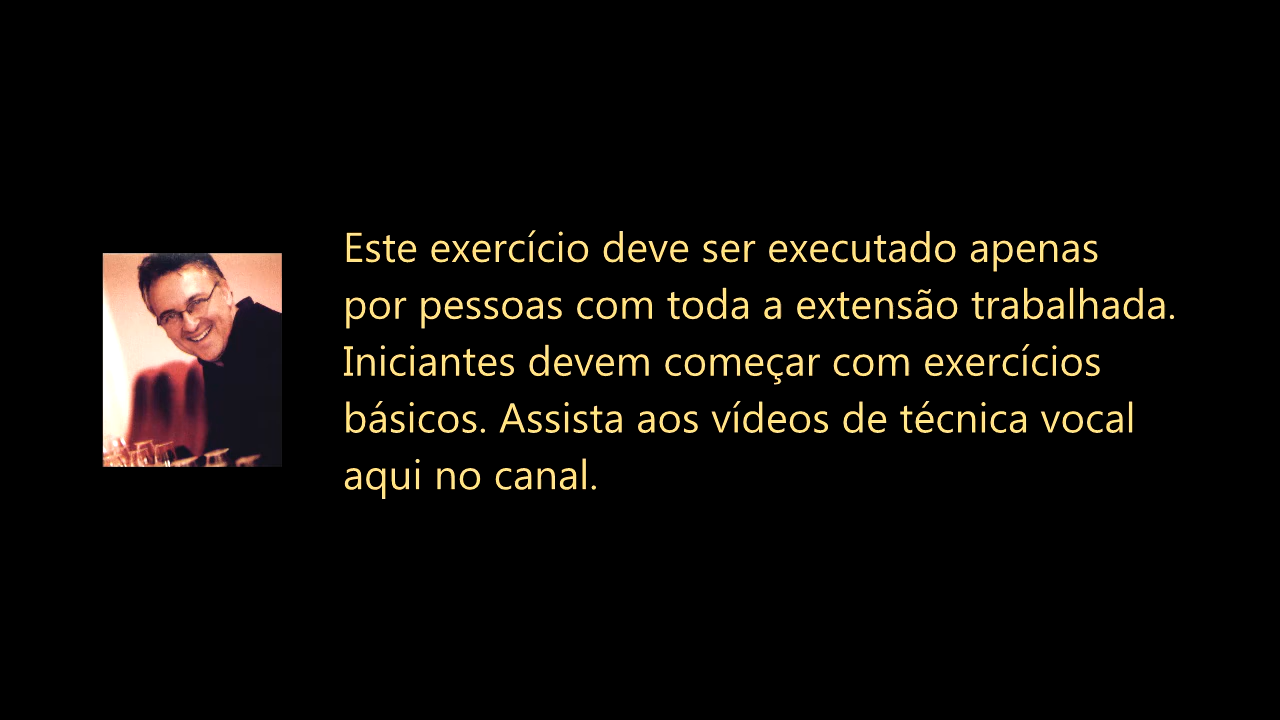 Este exercício deve ser executado apenas
por pessoas com toda a extensão trabalhada.
Iniciantes devem começar com exercícios
básicos. Assista aos vídeos de técnica vocal
aqui no canal.